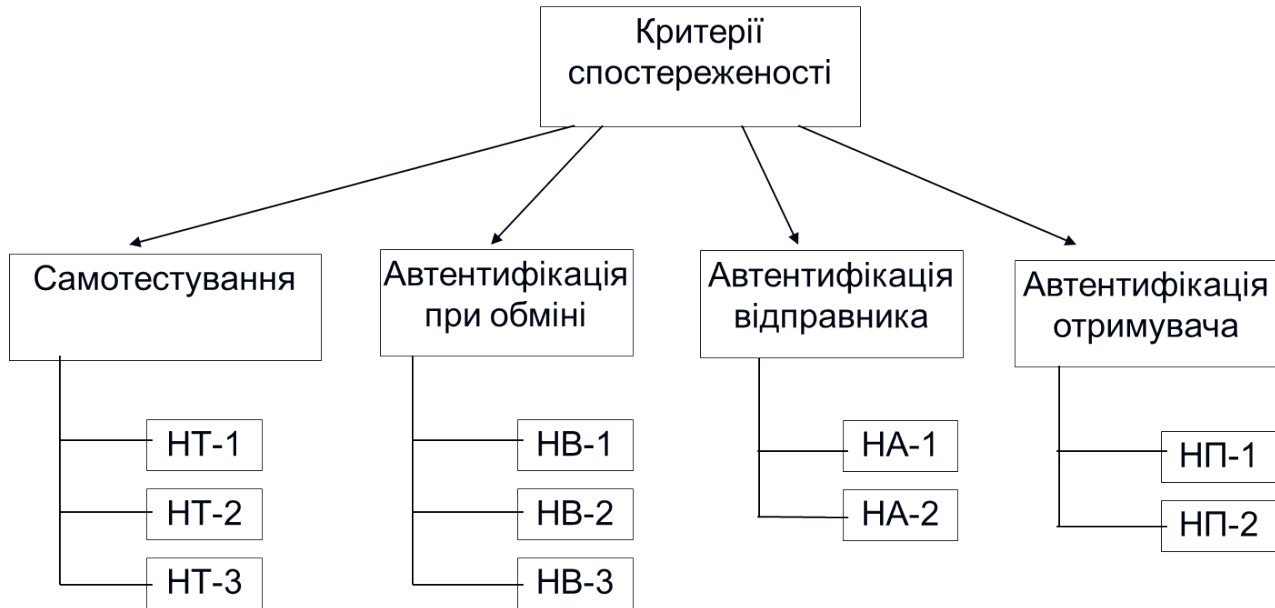 Критерії
спостереженості
Самотестування
Автентифікація
при обміні
Автентифікація
відправника
Автентифікація
отримувача
НТ-1
НТ-2
НТ-3
НВ-1
НВ-2
НВ-3
НА-1
НА-2
НП-1
НП-2